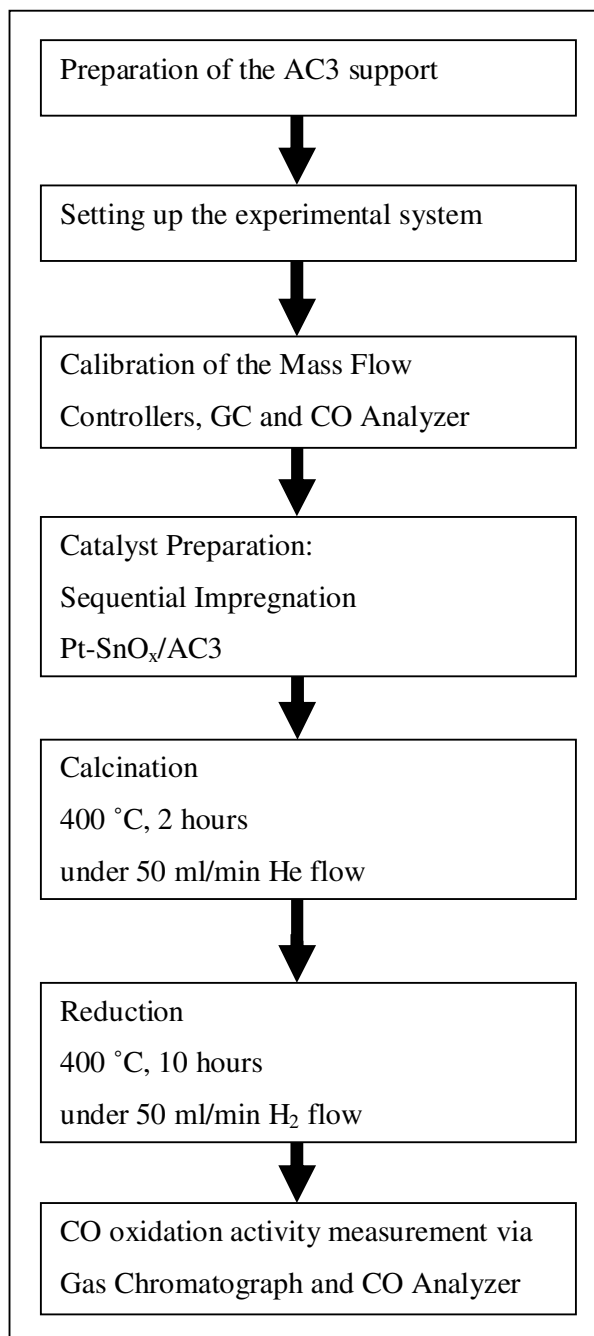 Preparation of the AC3 support
Setting up the experimental system
Calibration of the Mass Flow
Controllers, GC and CO Analyzer
Catalyst Preparation:
Sequential Impregnation
Pt-SnOₓ/AC3
Calcination
400 ˚C, 2 hours
under 50 ml/min He flow
Reduction
400 ˚C, 10 hours
under 50 ml/min H₂ flow
CO oxidation activity measurement via
Gas Chromatograph and CO Analyzer